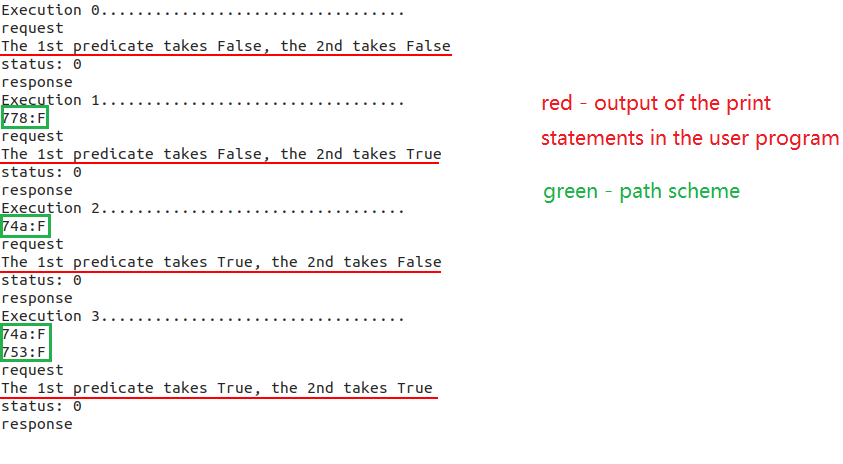 Execution 0..................................
request
The 1st predicate takes False, the 2nd takes False
status: 0
response
Execution 1..................................
778:F
request
The 1st predicate takes False, the 2nd takes True
status: 0
response
Execution 2..................................
74a:F
request
The 1st predicate takes True, the 2nd takes False
status: 0
response
Execution 3..................................
74a:F
753:F
request
The 1st predicate takes True, the 2nd takes True
status: 0
response
red - output of the print
statements in the user program
green - path scheme